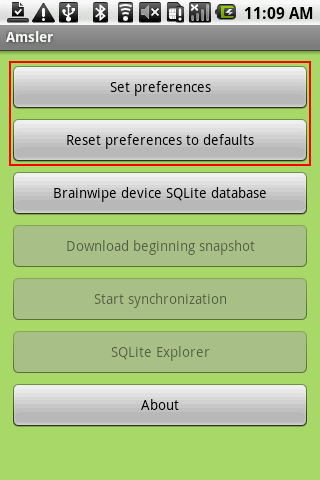 11:09 AM
Amsler
Set preferences
Reset preferences to defaults
Brainwipe device SQLite database
Download beginning snapshot
Start synchronization
SQLite Explorer
About